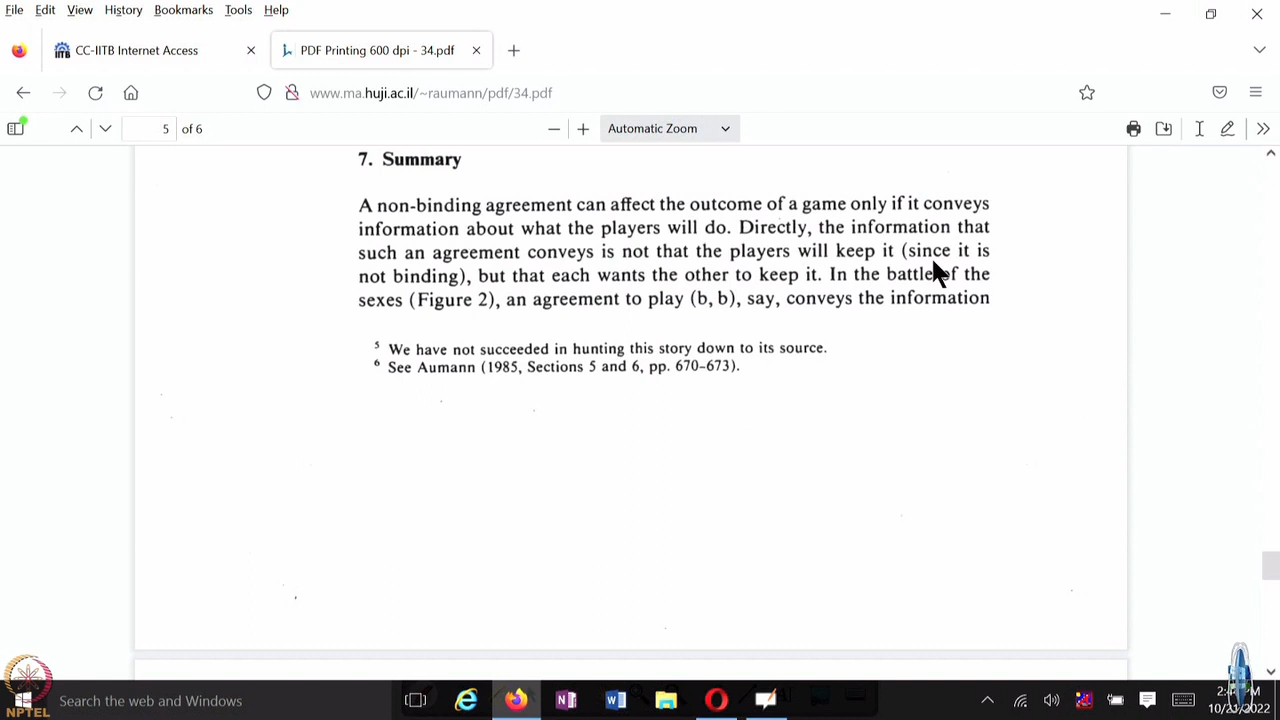 File Edit View History Bookmarks Tools Help
CC-IITB Internet Access
PDF Printing 600 dpi - 34.pdf
www.ma.huji.ac.il/~raumann/pdf/34.pdf
5 of 6
Automatic Zoom
7. Summary
A non-binding agreement can affect the outcome of a game only if it conveys
information about what the players will do. Directly, the information that
such an agreement conveys is not that the players will keep it (since it is
not binding), but that each wants the other to keep it. In the battle of the
sexes (Figure 2), an agreement to play (b, b), say, conveys the information
5 We have not succeeded in hunting this story down to its source.
6 See Aumann (1985, Sections 5 and 6, pp. 670-673).
Search the web and Windows
10/21/2022
NPTEL